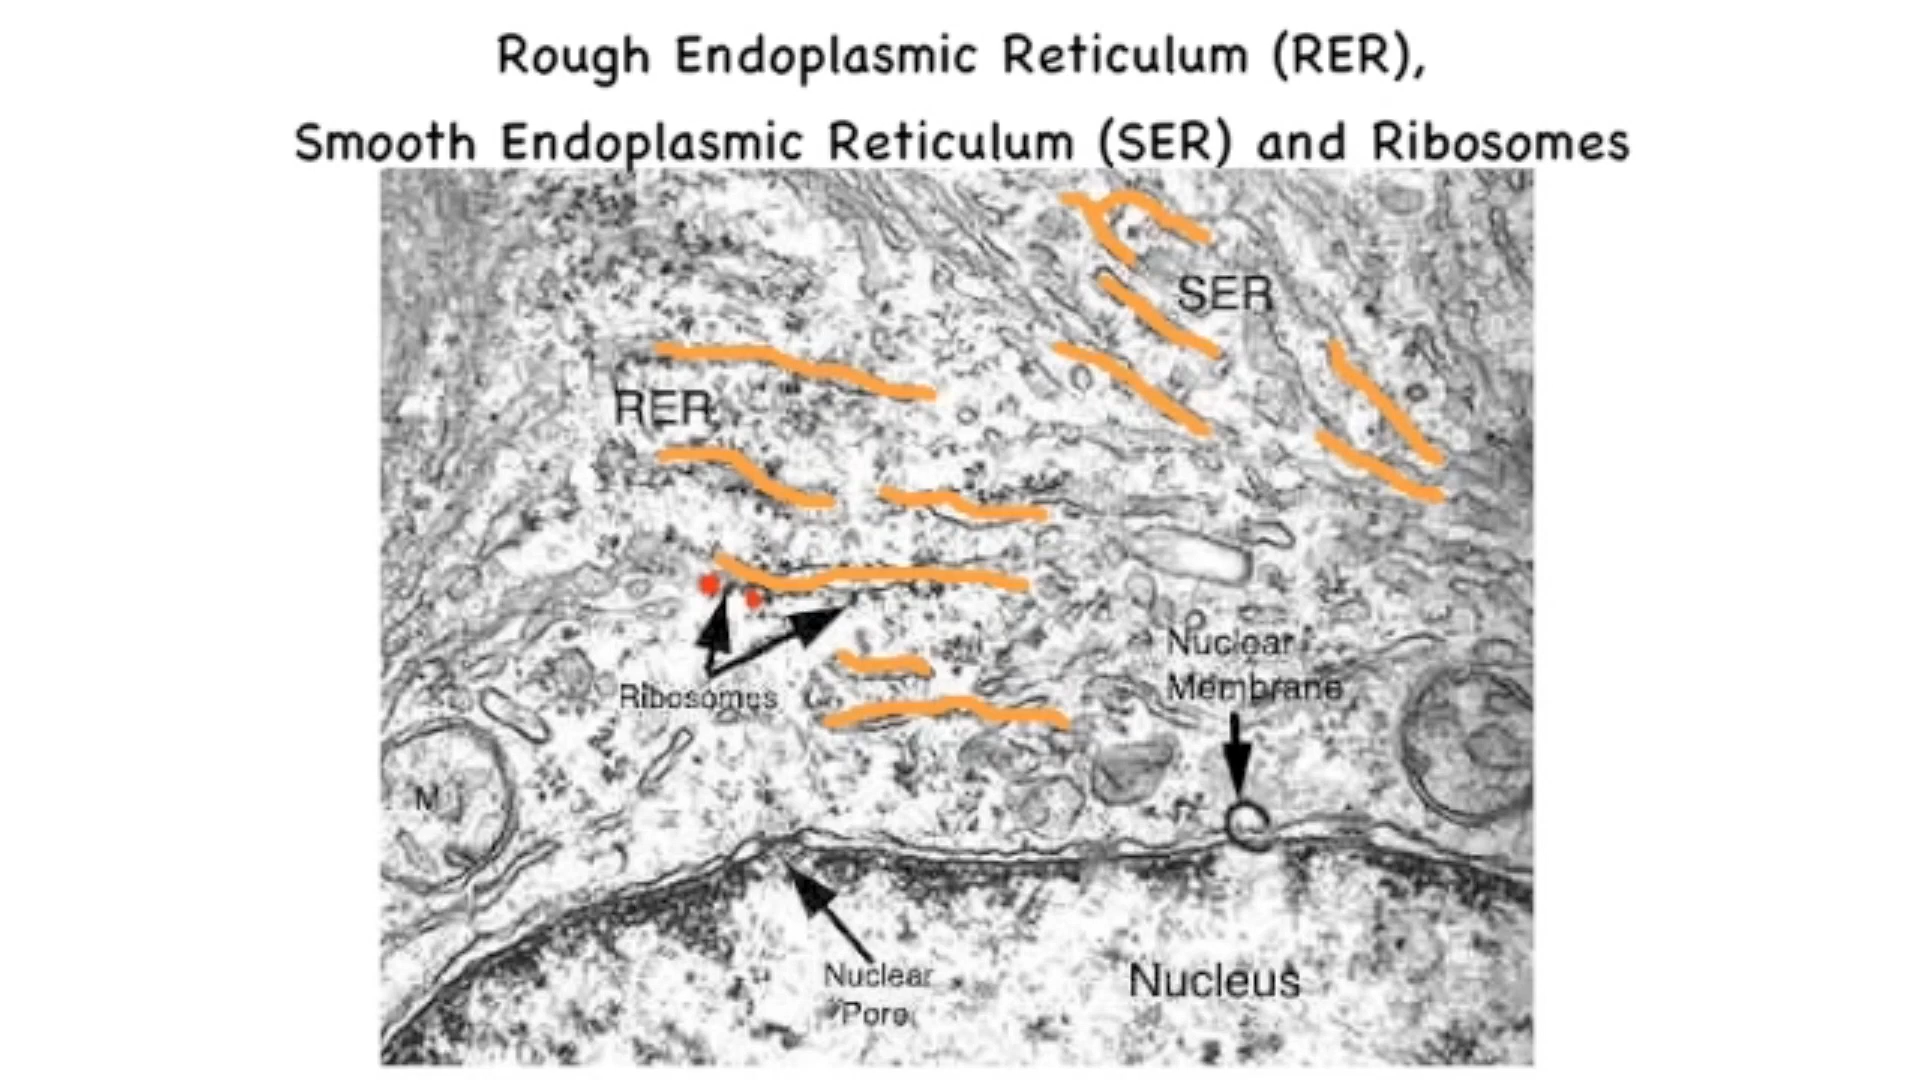 Rough Endoplasmic Reticulum (RER),
Smooth Endoplasmic Reticulum (SER) and Ribosomes
SER
RER
Nuclear
Membrane
Ribosomes
M
Nuclear
Pore
Nucleus